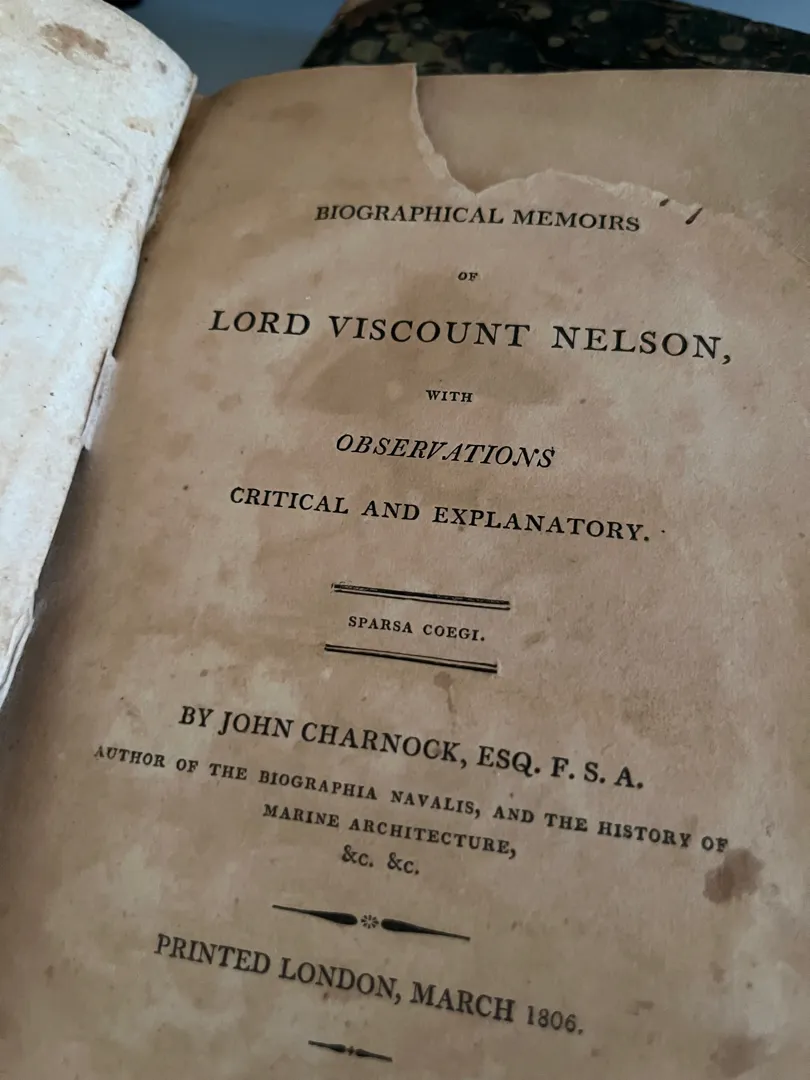 BIOGRAPHICAL MEMOIRS
OF
LORD VISCOUNT NELSON,
WITH
OBSERVATIONS
CRITICAL AND EXPLANATORY.
SPARSA COEGI.
BY JOHN CHARNOCK, ESQ. F. S. A.
AUTHOR OF THE BIOGRAPHIA NAVALIS, AND THE HISTORY OF
MARINE ARCHITECTURE,
&c. &c.
PRINTED LONDON, MARCH 1806.